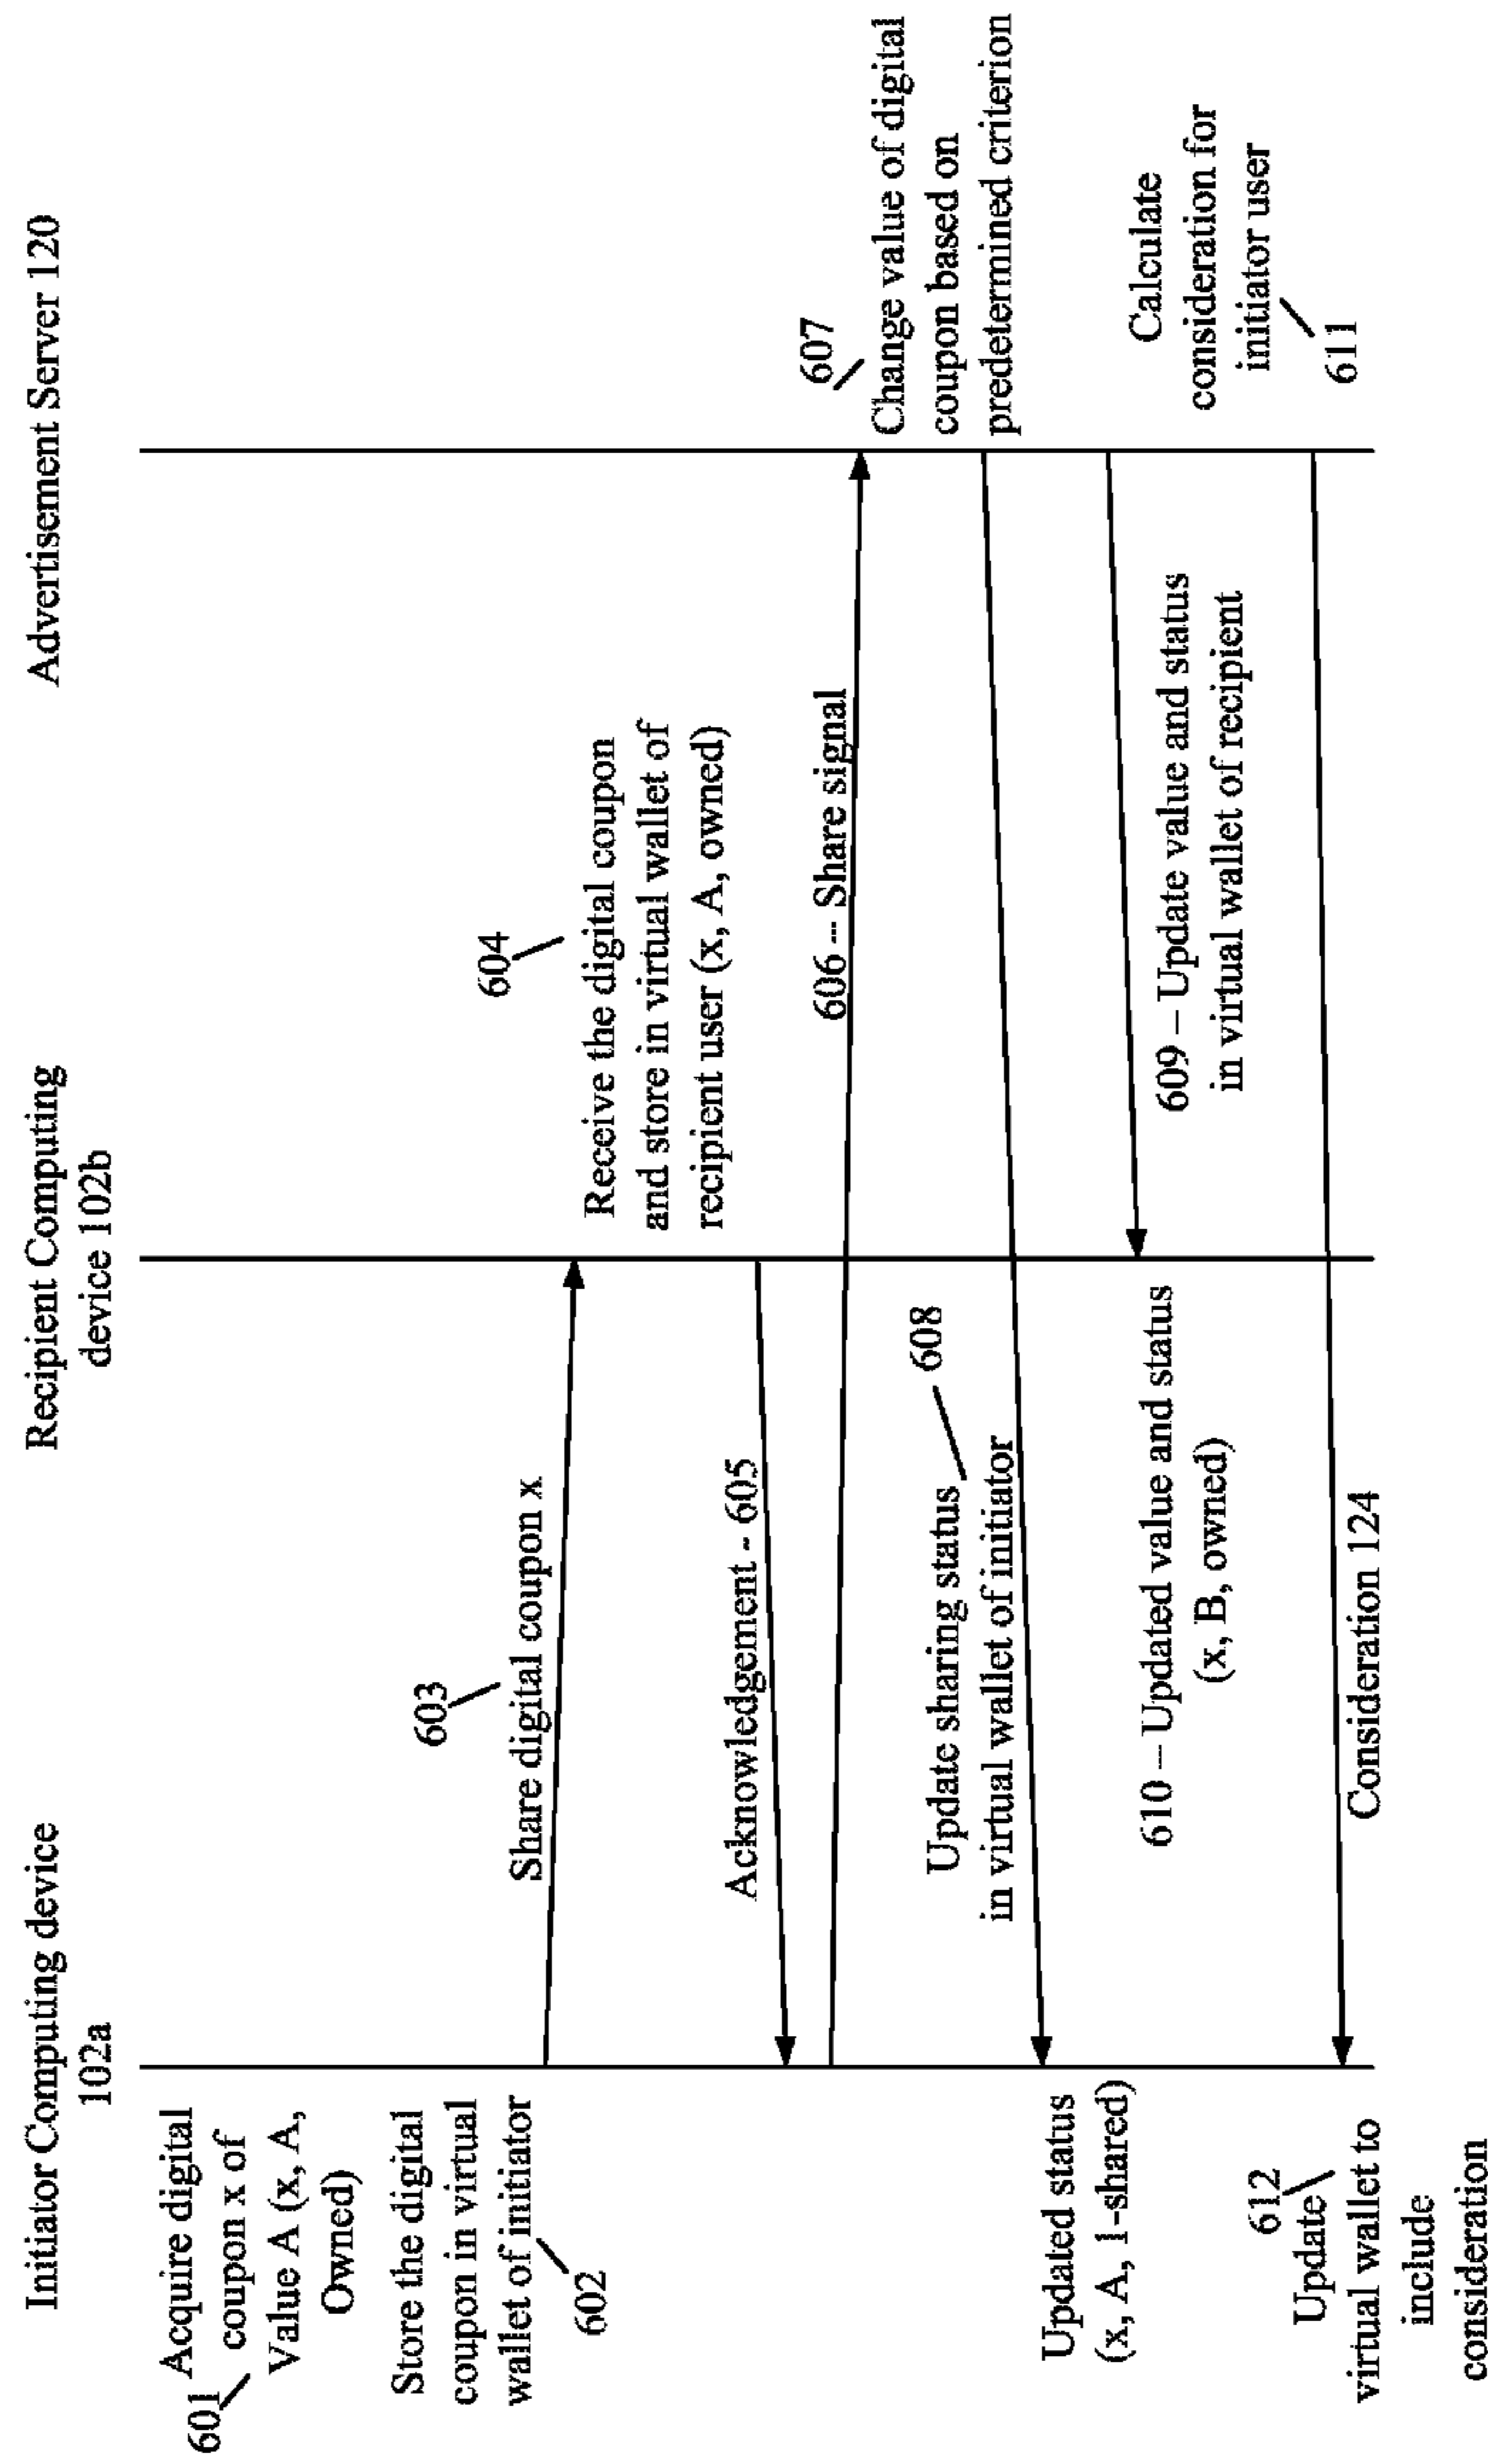 Initiator Computing device
102a
Recipient Computing
device 102b
Advertisement Server 120
601
Acquire digital
coupon x of
Value A (x, A,
Owned)
Store the digital
coupon in virtual
wallet of initiator
602
603
Share digital coupon x
604
Receive the digital coupon
and store in virtual wallet of
recipient user (x, A, owned)
Acknowledgement - 605
606 -- Share signal
607
Change value of digital
coupon based on
predetermined criterion
608
Update sharing status
in virtual wallet of initiator
Updated status
(x, A, 1-shared)
609 – Update value and status
in virtual wallet of recipient
610 – Updated value and status
(x, B, owned)
Calculate
consideration for
initiator user
611
Consideration 124
612
Update
virtual wallet to
include
consideration